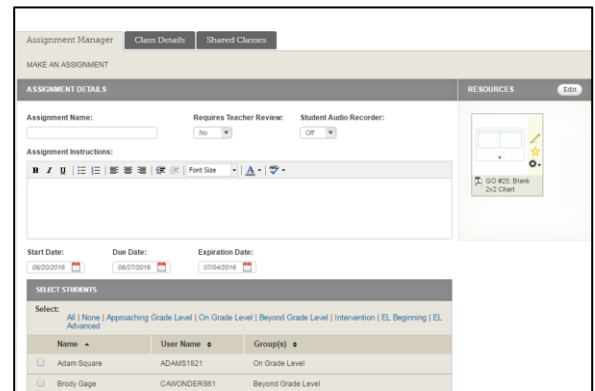 Assignment Manager Class Details Shared Classes
MAKE AN ASSIGNMENT
ASSIGNMENT DETAILS
RESOURCES Edit
Assignment Name: Requires Teacher Review: Student Audio Recorder:
No Off
Assignment Instructions:
B I U Font Size A
GO #25: Blank
2x2 Chart
Start Date: Due Date: Expiration Date:
06/20/2016 06/27/2016 07/04/2016
SELECT STUDENTS
Select:
All | None | Approaching Grade Level | On Grade Level | Beyond Grade Level | Intervention | EL Beginning | EL
Advanced
Name User Name Group(s)
Adam Square ADAMS1821 On Grade Level
Brody Gage CAWONDERS61 Beyond Grade Level